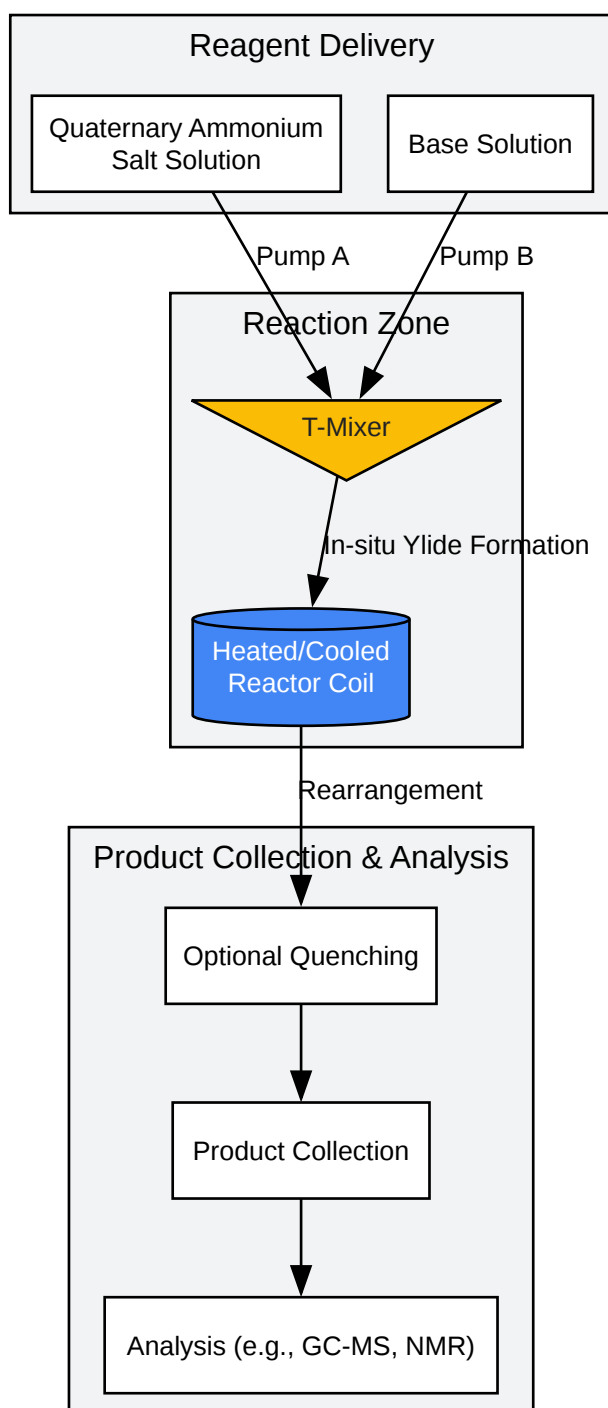 Reagent Delivery
Quaternary Ammonium
Salt Solution
Base Solution
Pump A
Pump B
Reaction Zone
T-Mixer
In-situ Ylide Formation
Heated/Cooled
Reactor Coil
Rearrangement
Product Collection & Analysis
Optional Quenching
Product Collection
Analysis (e.g., GC-MS, NMR)